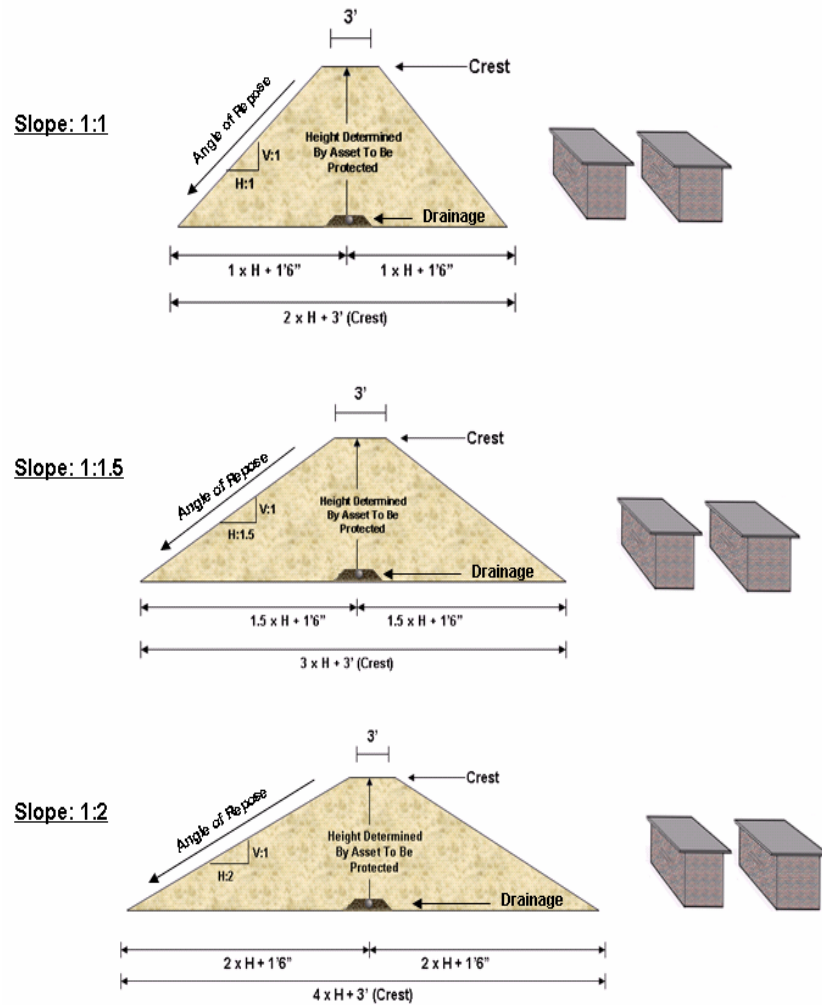 3’
Crest
Slope: 1:1
Angle of Repose
V:1
H:1
Height Determined
By Asset To Be
Protected
Drainage
1 x H + 1’6”
1 x H + 1’6”
2 x H + 3’ (Crest)
3’
Crest
Slope: 1:1.5
Angle of Repose
V:1
H:1.5
Height Determined
By Asset To Be
Protected
Drainage
1.5 x H + 1’6”
1.5 x H + 1’6”
3 x H + 3’ (Crest)
3’
Crest
Slope: 1:2
Angle of Repose
V:1
H:2
Height Determined
By Asset To Be
Protected
Drainage
2 x H + 1’6”
2 x H + 1’6”
4 x H + 3’ (Crest)